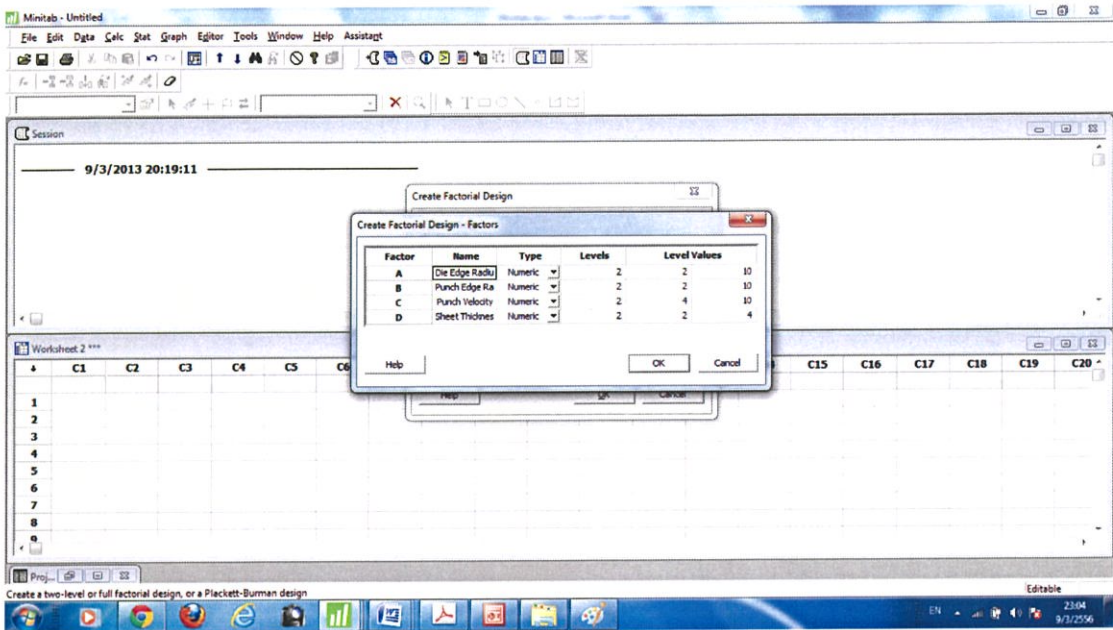 Minitab - Untitled
File Edit Data Calc Stat Graph Editor Tools Window Help Assistant
Session
9/3/2013 20:19:11
Create Factorial Design
Create Factorial Design - Factors
Factor Name Type Levels Level Values
A Die Edge Radiu Numeric 2 2 10
B Punch Edge Ra Numeric 2 2 10
C Punch Velocity Numeric 2 4 10
D Sheet Thicknes Numeric 2 2 4
Help OK Cancel
Help OK Cancel
Worksheet 2 ***
C1 C2 C3 C4 C5 C6 C15 C16 C17 C18 C19 C20
1
2
3
4
5
6
7
8
9
Proj...
Create a two-level or full factorial design, or a Plackett-Burman design
Editable
EN 23:04
9/3/2556